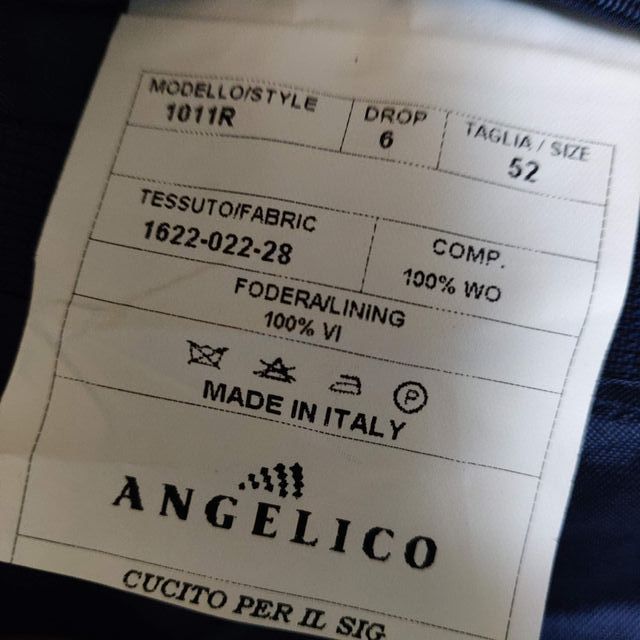 MODELLO/STYLE
1011R
DROP
6
TAGLIA / SIZE
52
TESSUTO/FABRIC
1622-022-28
COMP.
100% WO
FODERA/LINING
100% VI
P
MADE IN ITALY
ANGELICO
CUCITO PER IL SIG.